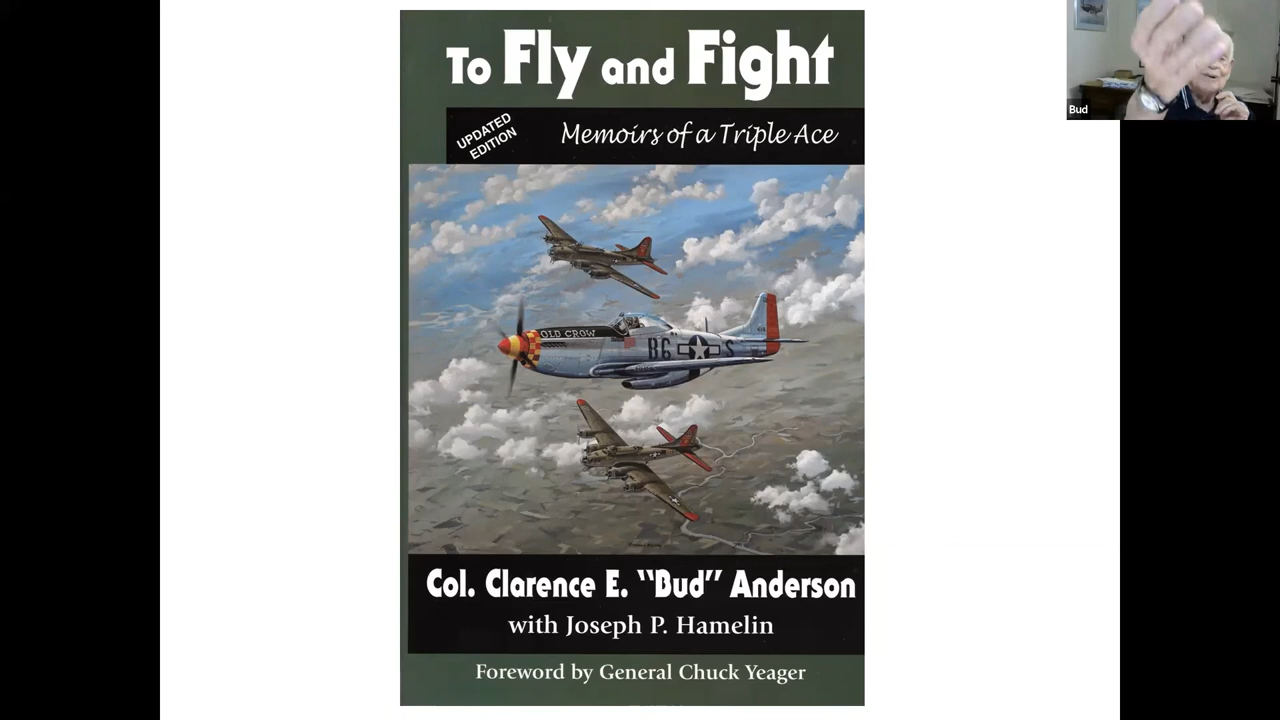 To Fly and Fight
UPDATED
EDITION
Memoirs of a Triple Ace
OLD CROW
B6
S
Col. Clarence E. "Bud" Anderson
with Joseph P. Hamelin
Foreword by General Chuck Yeager
Bud